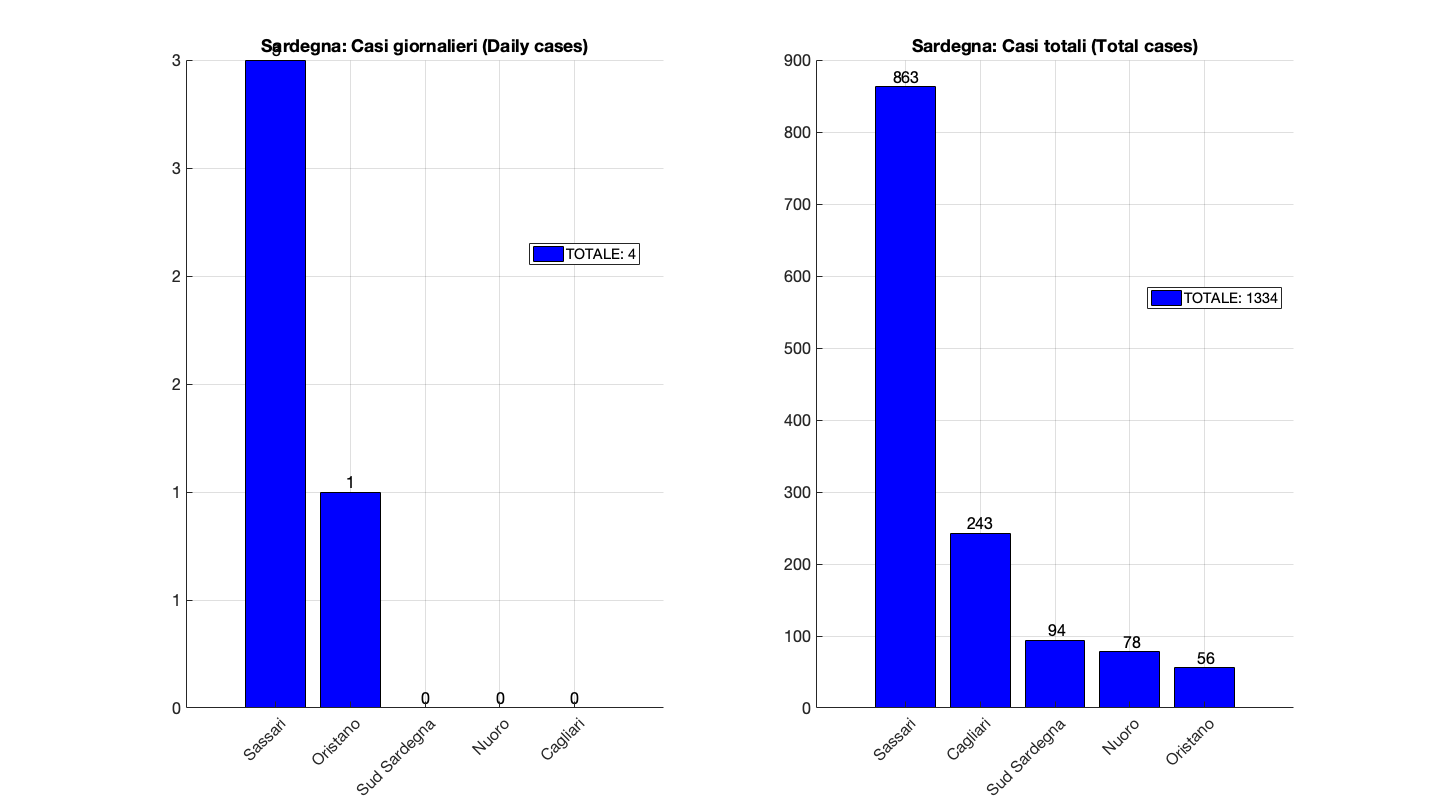 Sardegna: Casi giornalieri (Daily cases)
3
3
3
2
2
1
1
0
1
0
0
0
TOTALE: 4
Sassari
Oristano
Sud Sardegna
Nuoro
Cagliari
Sardegna: Casi totali (Total cases)
900
800
700
600
500
400
300
200
100
0
863
243
94
78
56
TOTALE: 1334
Sassari
Cagliari
Sud Sardegna
Nuoro
Oristano